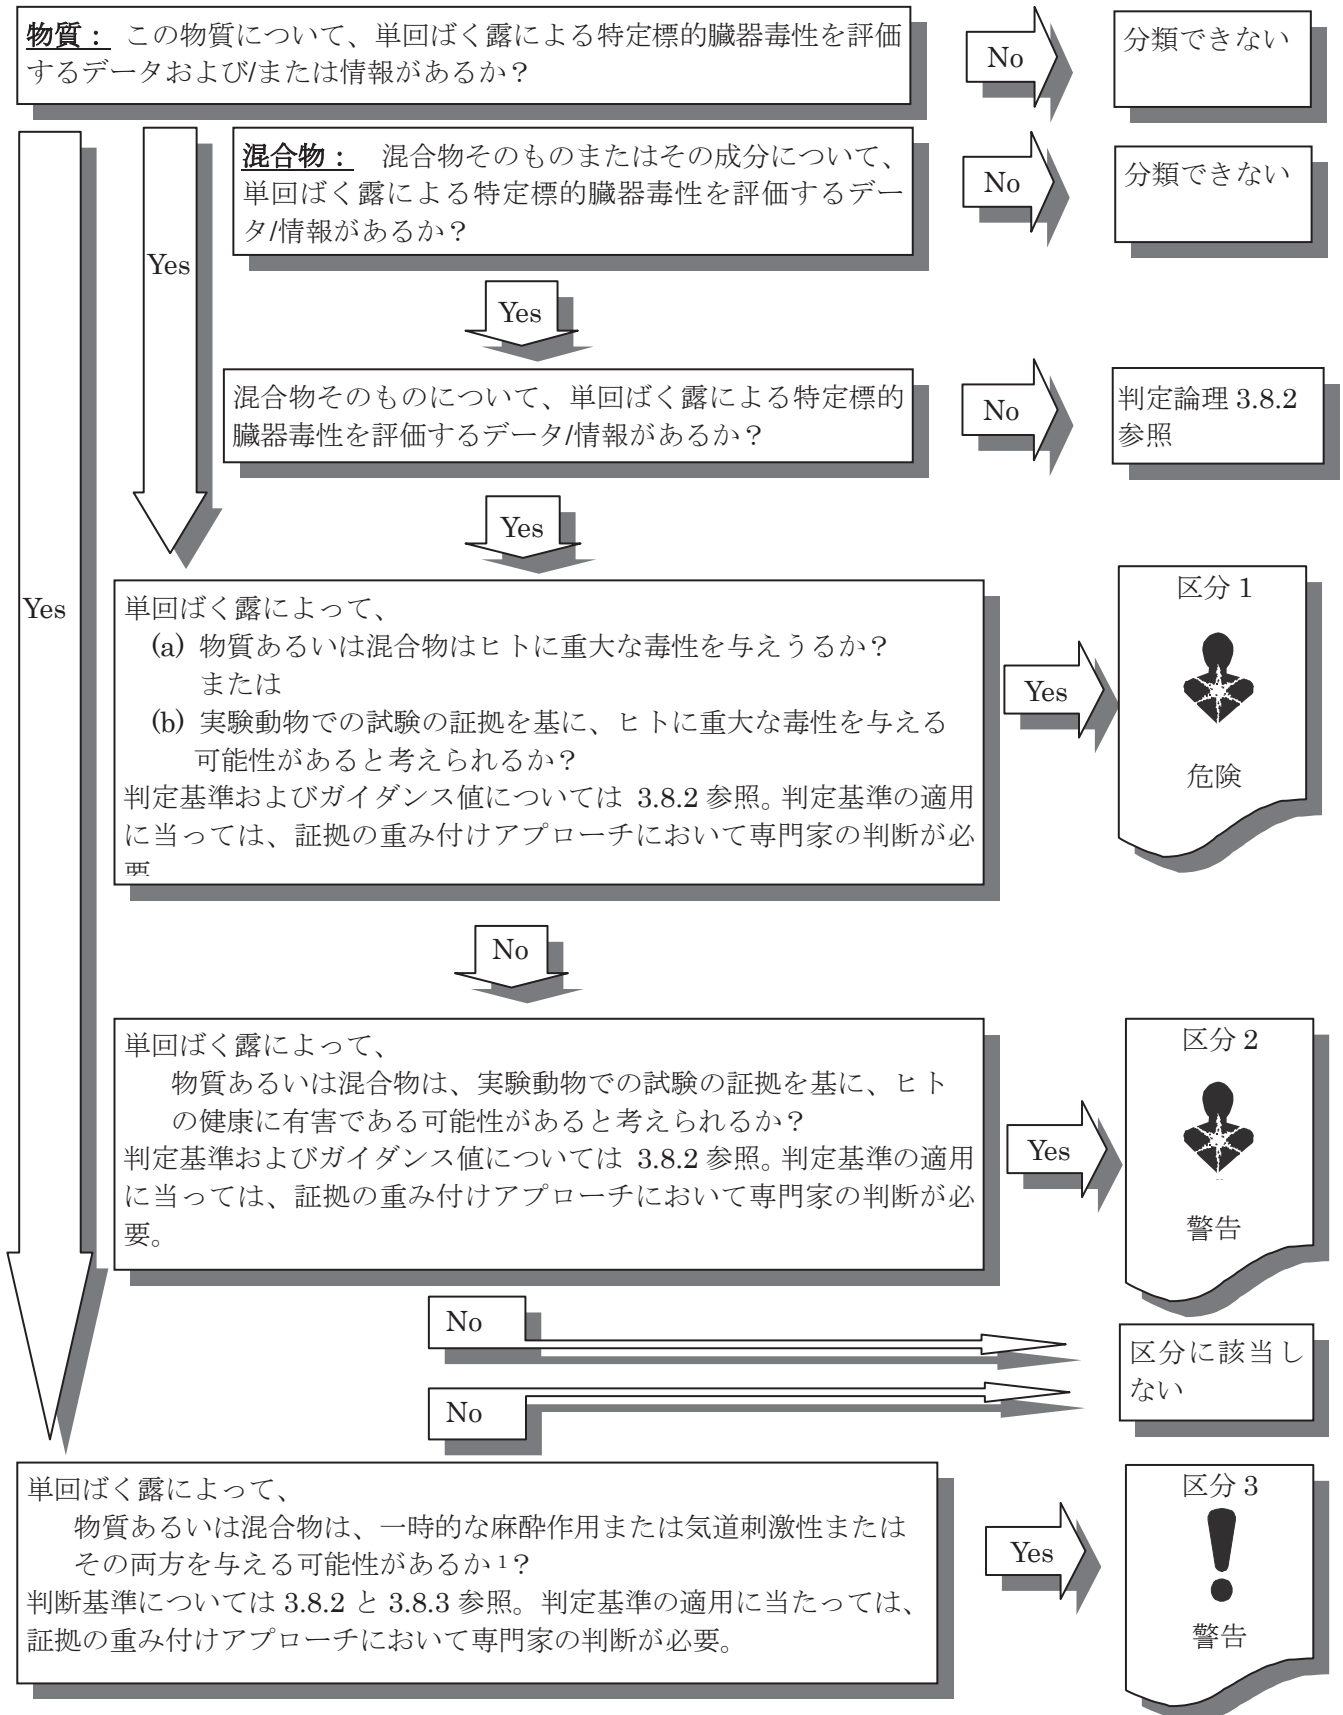 物質： この物質について、単回ばく露による特定標的臓器毒性を評価
するデータおよび/または情報があるか？
No
分類できない
混合物： 混合物そのものまたはその成分について、
単回ばく露による特定標的臓器毒性を評価するデー
タ/情報があるか？
No
分類できない
Yes
Yes
混合物そのものについて、単回ばく露による特定標的
臓器毒性を評価するデータ/情報があるか？
No
判定論理 3.8.2
参照
Yes
Yes
単回ばく露によって、
(a) 物質あるいは混合物はヒトに重大な毒性を与えうるか？
または
(b) 実験動物での試験の証拠を基に、ヒトに重大な毒性を与える
可能性があると考えられるか？
判定基準およびガイダンス値については 3.8.2 参照。判定基準の適用
に当っては、証拠の重み付けアプローチにおいて専門家の判断が必
要
Yes
区分 1
危険
No
単回ばく露によって、
物質あるいは混合物は、実験動物での試験の証拠を基に、ヒト
の健康に有害である可能性があると考えられるか？
判定基準およびガイダンス値については 3.8.2 参照。判定基準の適用
に当っては、証拠の重み付けアプローチにおいて専門家の判断が必
要。
Yes
区分 2
警告
No
区分に該当し
ない
No
単回ばく露によって、
物質あるいは混合物は、一時的な麻酔作用または気道刺激性または
その両方を与える可能性があるか 1？
判断基準については 3.8.2 と 3.8.3 参照。判定基準の適用に当たっては、
証拠の重み付けアプローチにおいて専門家の判断が必要。
Yes
区分 3
警告